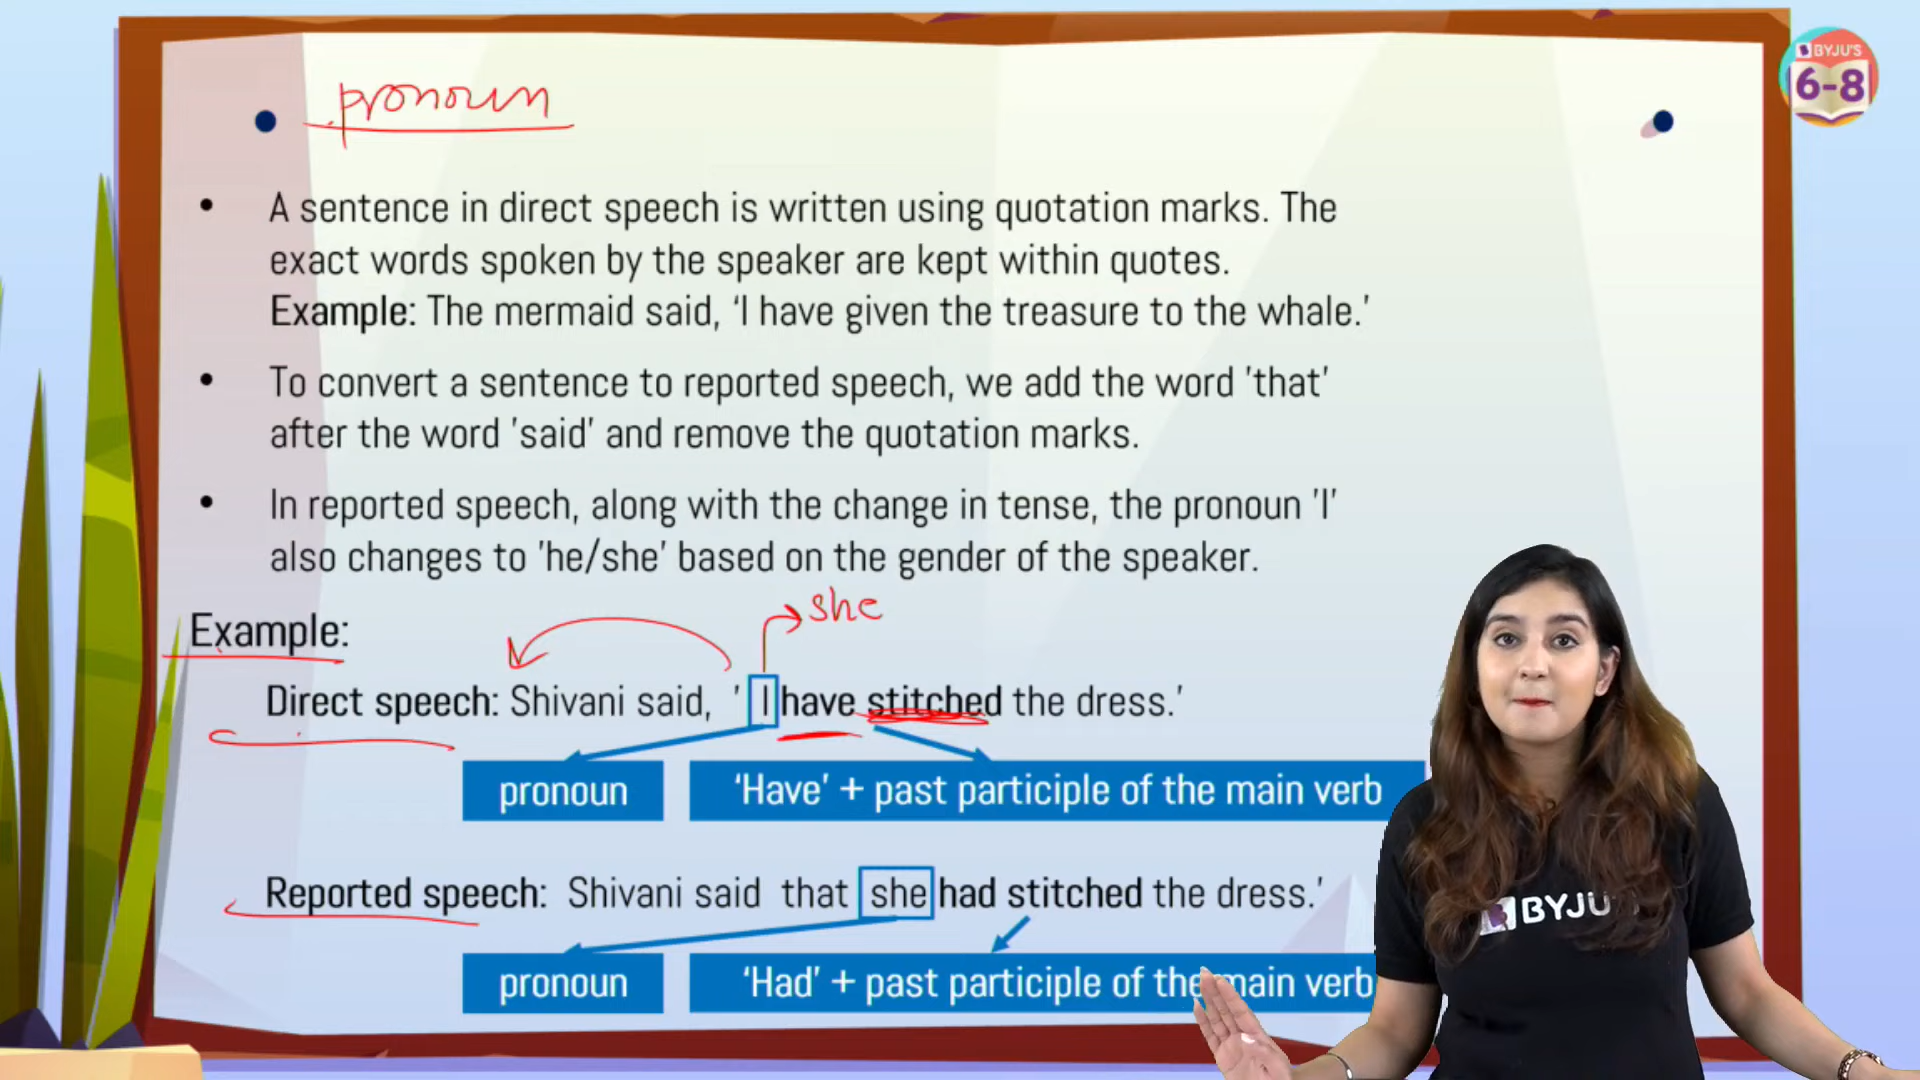 BYJU'S
6-8
pronoun
• A sentence in direct speech is written using quotation marks. The
exact words spoken by the speaker are kept within quotes.
Example: The mermaid said, ‘I have given the treasure to the whale.’
• To convert a sentence to reported speech, we add the word ’that’
after the word ’said’ and remove the quotation marks.
• In reported speech, along with the change in tense, the pronoun ’I’
also changes to ’he/she’ based on the gender of the speaker.
she
Example:
Direct speech: Shivani said, ’ I have stitched the dress.’
pronoun ‘Have’ + past participle of the main verb
Reported speech: Shivani said that she had stitched the dress.’
BYJU'S
pronoun ‘Had’ + past participle of the main verb